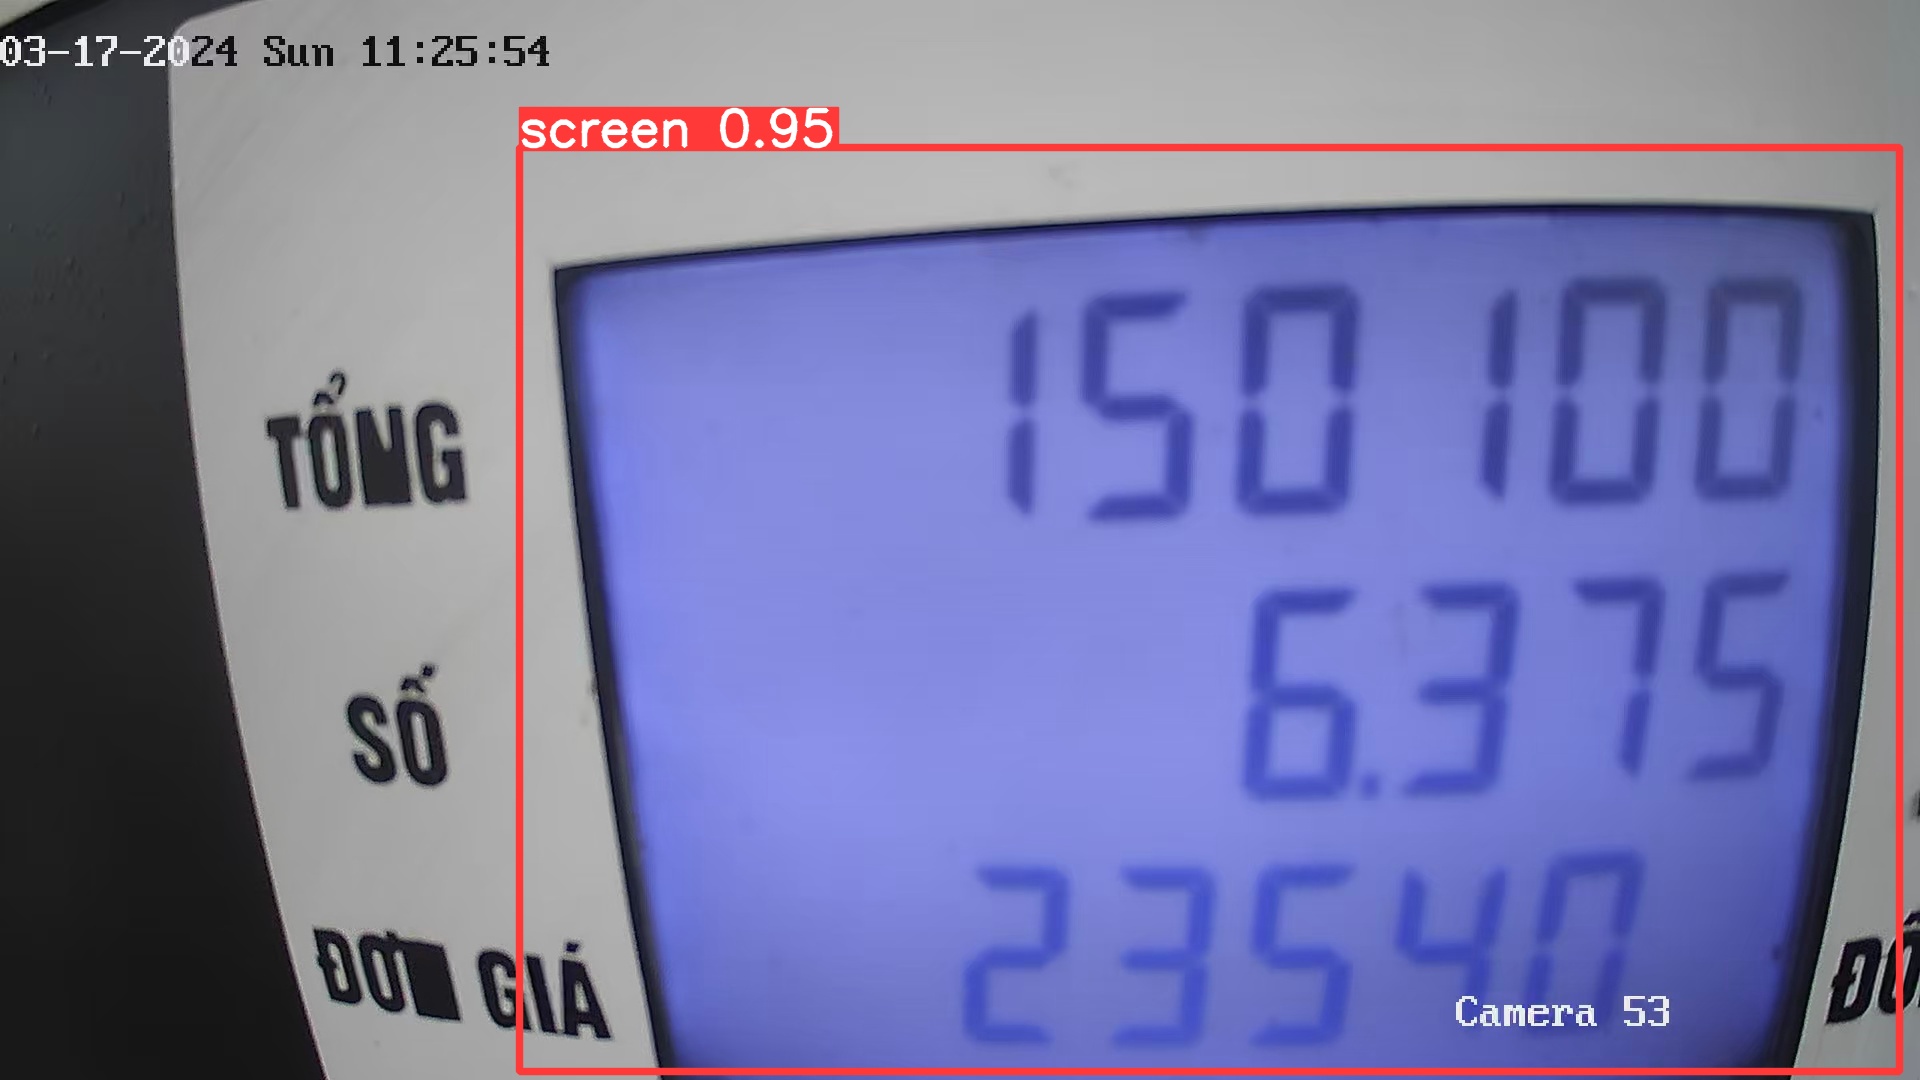 03-17-2024 Sun 11:25:54
screen 0.95
TỔNG 150 100
SỐ 6.375
ĐƠN GIÁ 23540
Camera 53